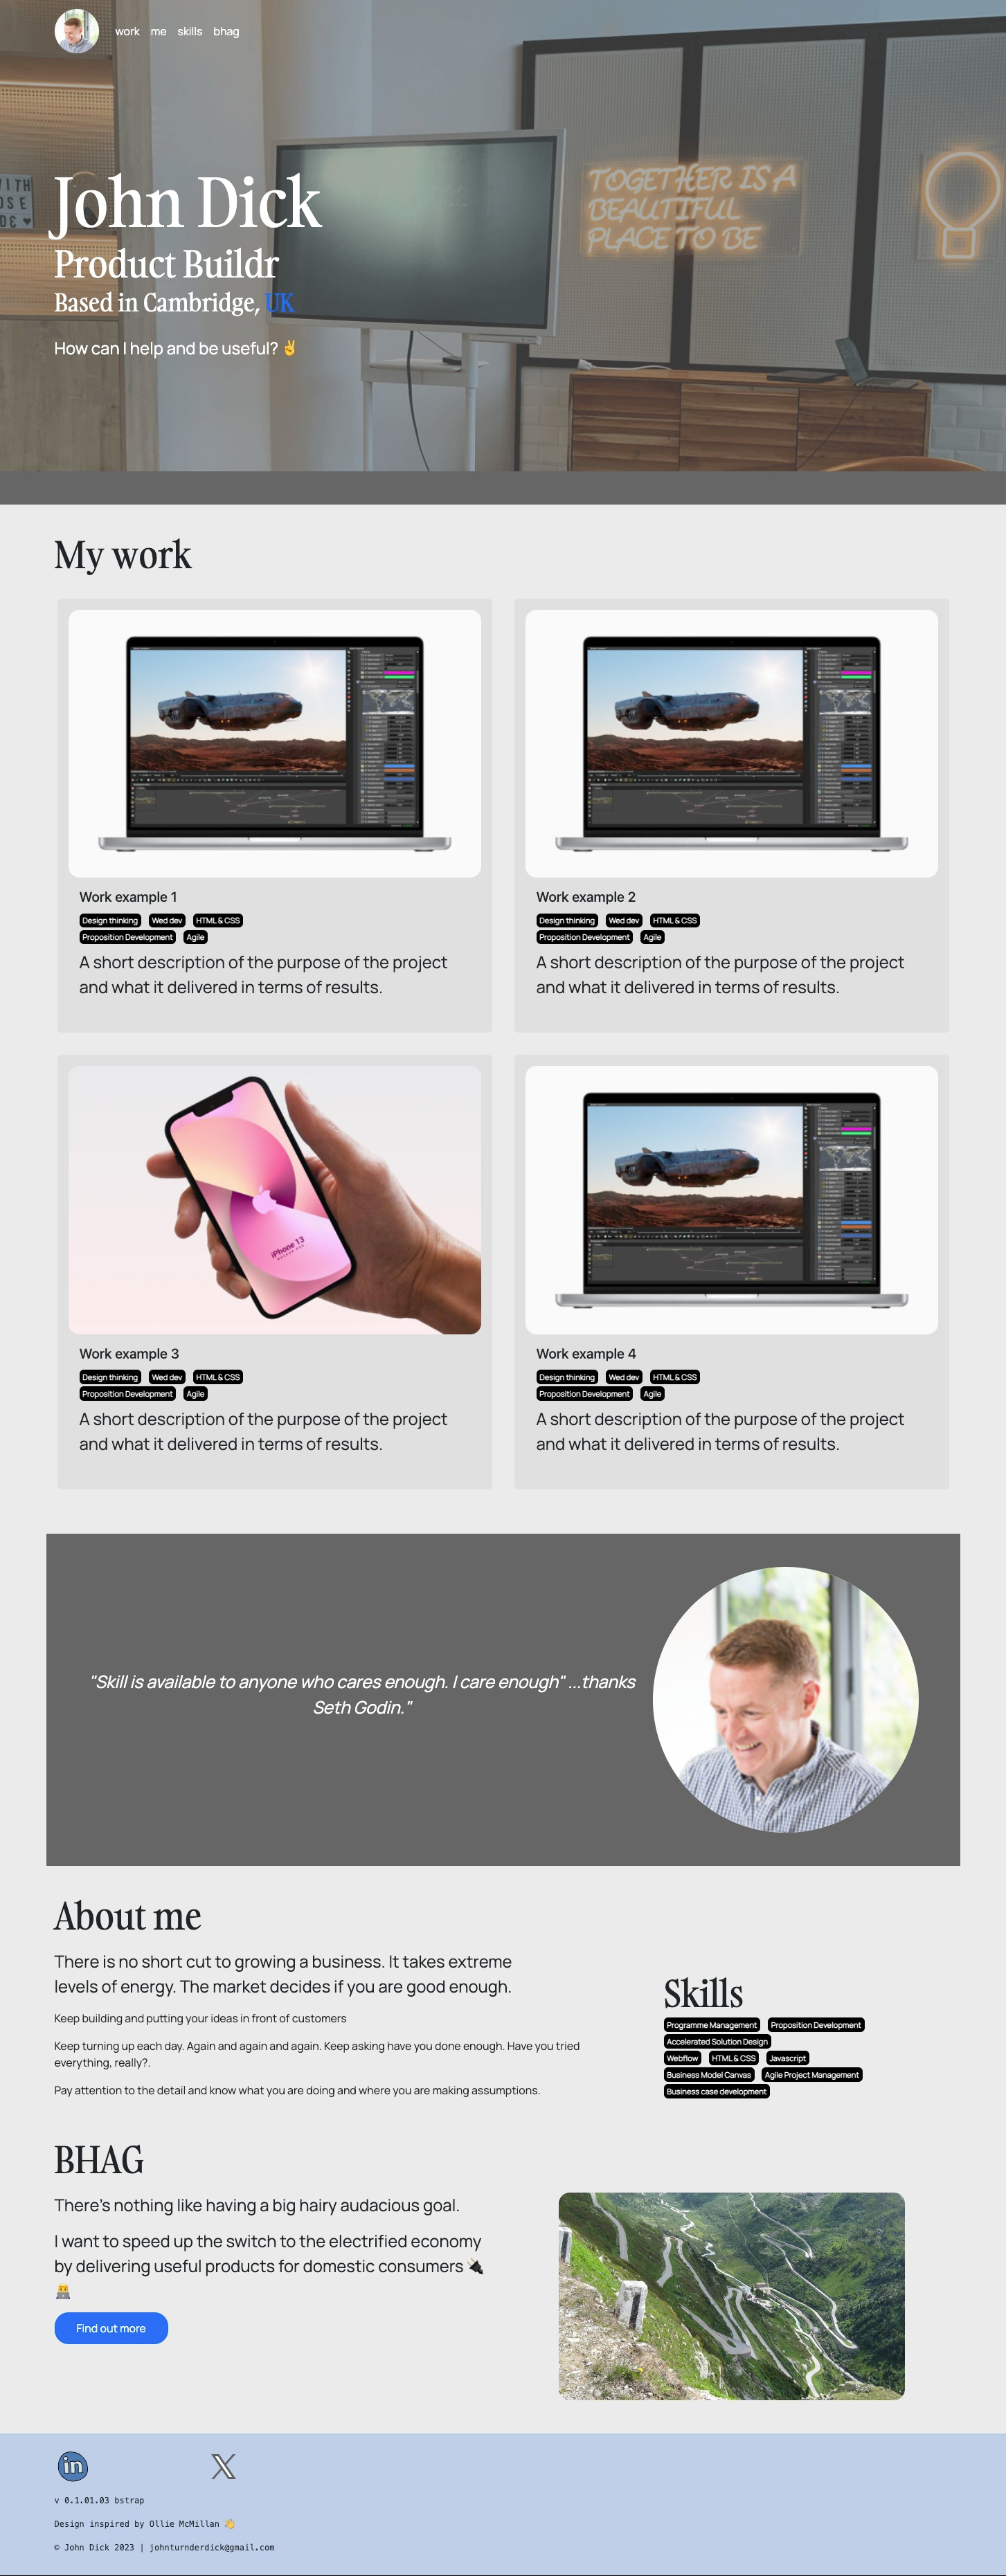 work me skills bhag
WITH
OSE
DE ♥
TOGETHER IS A
BEAUTIFUL
PLACE TO BE
John Dick
Product Buildr
Based in Cambridge, UK
How can I help and be useful? ✌️
My work
Work example 1
Design thinking Wed dev HTML & CSS
Proposition Development Agile
A short description of the purpose of the project
and what it delivered in terms of results.
Work example 2
Design thinking Wed dev HTML & CSS
Proposition Development Agile
A short description of the purpose of the project
and what it delivered in terms of results.
iPhone 13
Work example 3
Design thinking Wed dev HTML & CSS
Proposition Development Agile
A short description of the purpose of the project
and what it delivered in terms of results.
Work example 4
Design thinking Wed dev HTML & CSS
Proposition Development Agile
A short description of the purpose of the project
and what it delivered in terms of results.
"Skill is available to anyone who cares enough. I care enough" ...thanks
Seth Godin."
About me
There is no short cut to growing a business. It takes extreme
levels of energy. The market decides if you are good enough.
Keep building and putting your ideas in front of customers
Keep turning up each day. Again and again and again. Keep asking have you done enough. Have you tried
everything, really?.
Pay attention to the detail and know what you are doing and where you are making assumptions.
Skills
Programme Management Proposition Development
Accelerated Solution Design
Webflow HTML & CSS Javascript
Business Model Canvas Agile Project Management
Business case development
BHAG
There's nothing like having a big hairy audacious goal.
I want to speed up the switch to the electrified economy
by delivering useful products for domestic consumers 🔌
👨‍💻
Find out more
in X
v 0.1.01.03 bstrap
Design inspired by Ollie McMillan 👋
© John Dick 2023 | johnturnderdick@gmail.com